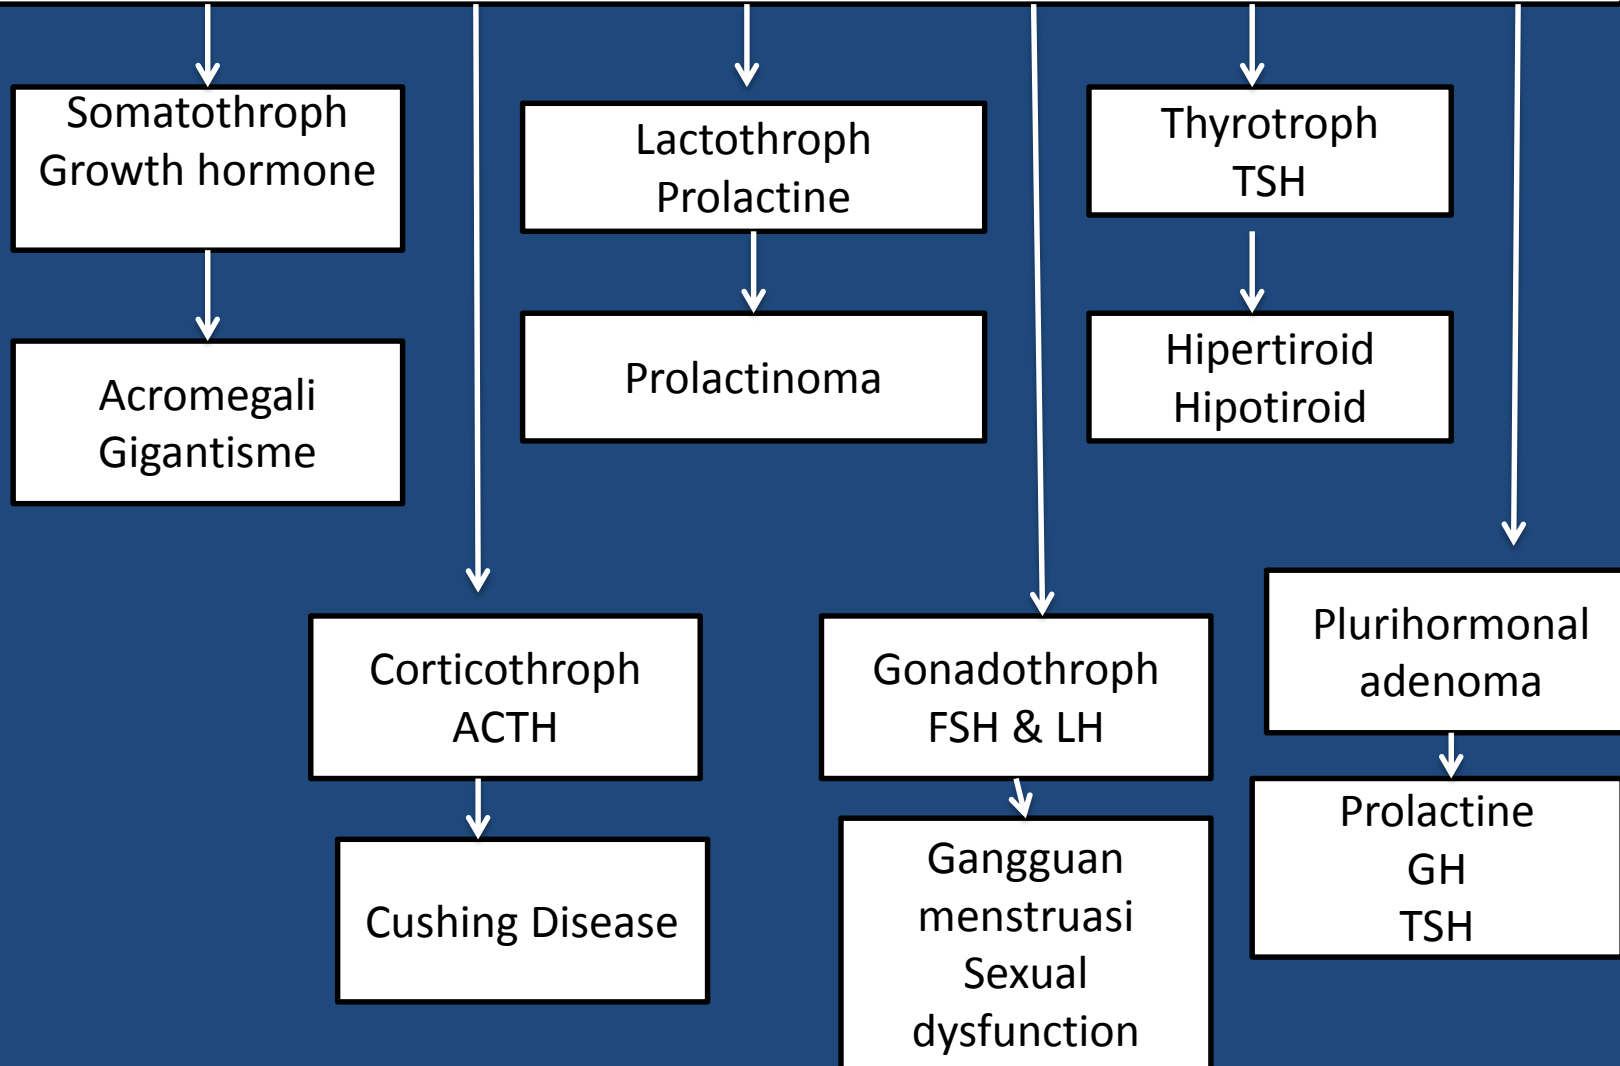 Somatothroph
Growth hormone
Acromegali
Gigantisme
Lactothroph
Prolactine
Prolactinoma
Thyrotroph
TSH
Hipertiroid
Hipotiroid
Corticothroph
ACTH
Cushing Disease
Gonadothroph
FSH & LH
Gangguan
menstruasi
Sexual
dysfunction
Plurihormonal
adenoma
Prolactine
GH
TSH